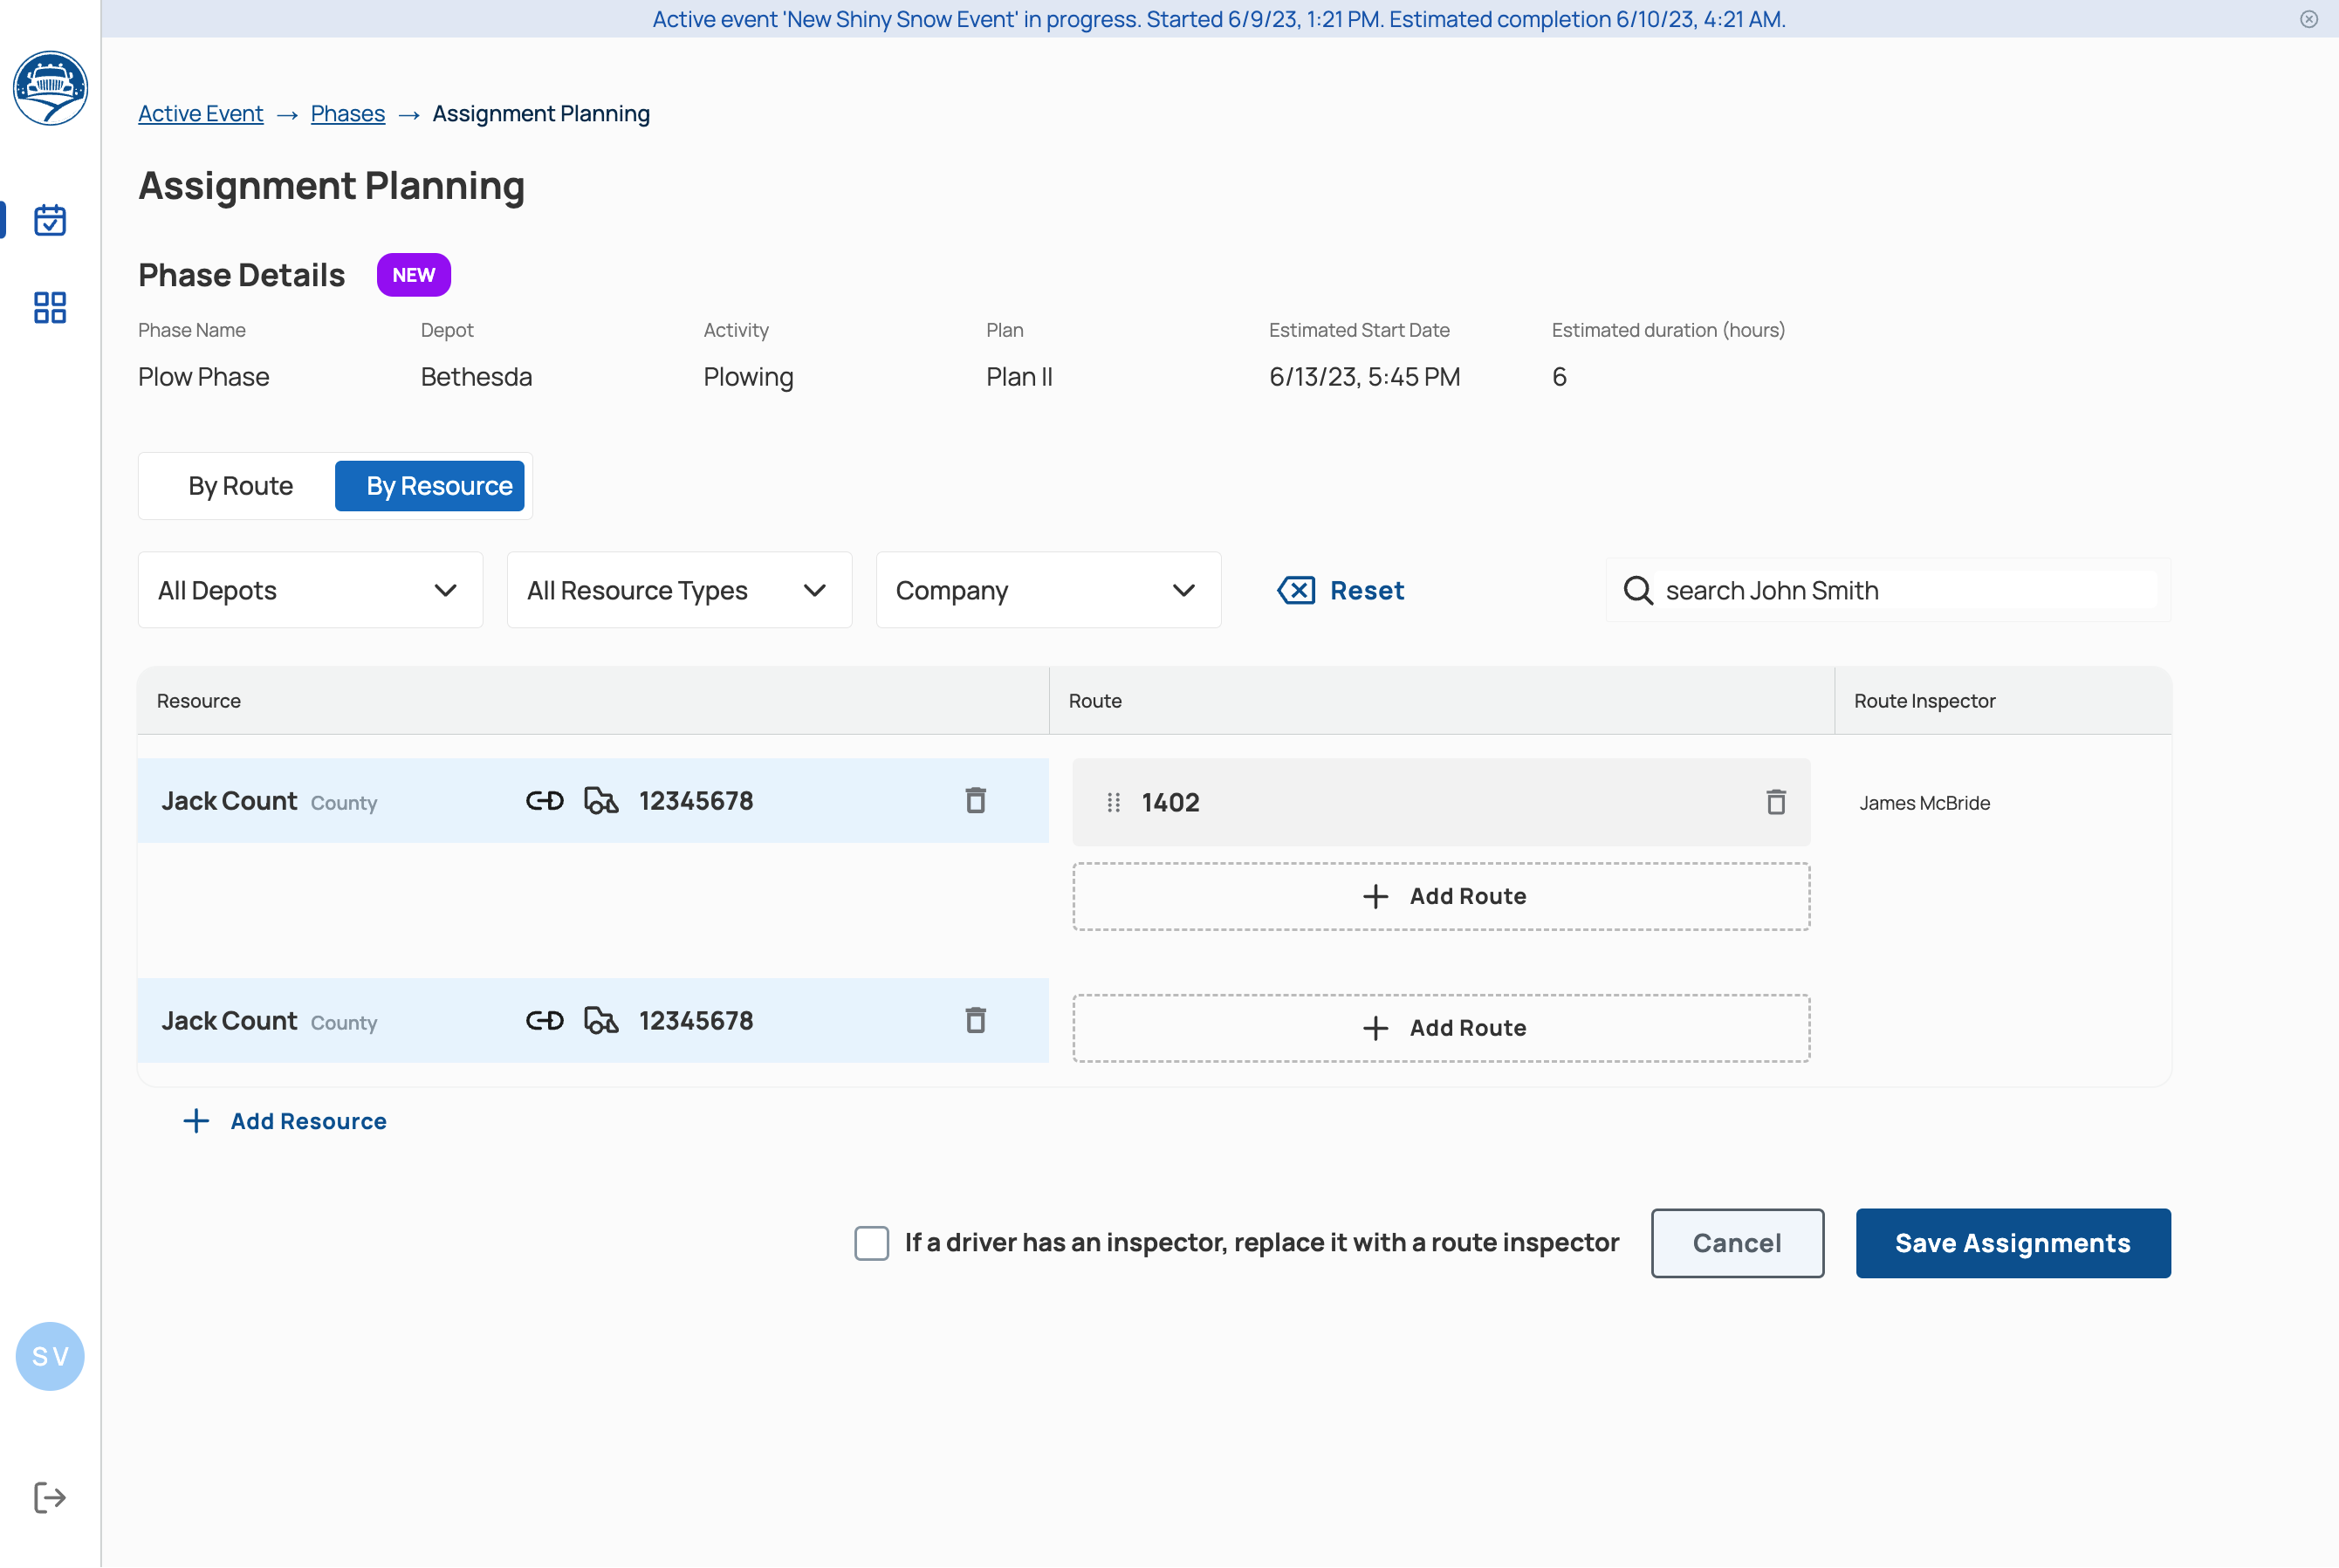 Active event 'New Shiny Snow Event' in progress. Started 6/9/23, 1:21 PM. Estimated completion 6/10/23, 4:21 AM.
Active Event → Phases → Assignment Planning
Assignment Planning
Phase Details NEW
Phase Name Depot Activity Plan Estimated Start Date Estimated duration (hours)
Plow Phase Bethesda Plowing Plan II 6/13/23, 5:45 PM 6
By Route By Resource
All Depots All Resource Types Company Reset search John Smith
Resource Route Route Inspector
Jack Count County 12345678 1402 James McBride
Add Route
Jack Count County 12345678 Add Route
Add Resource
If a driver has an inspector, replace it with a route inspector Cancel Save Assignments
SV